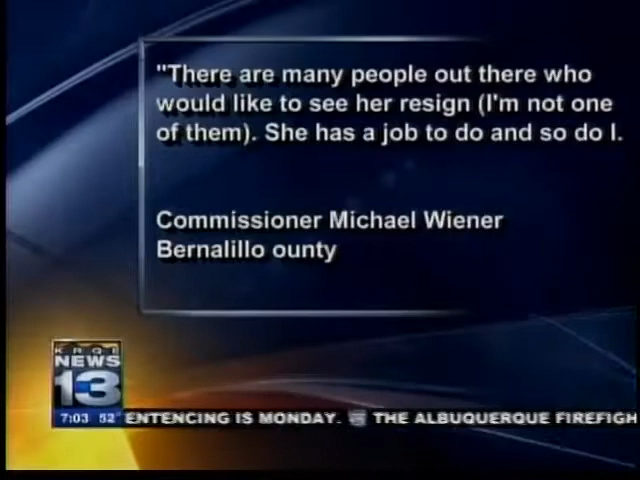 "There are many people out there who
would like to see her resign (I'm not one
of them). She has a job to do and so do I.
Commissioner Michael Wiener
Bernalillo ounty
KRQE
NEWS
13
7:03 52°
ENTENCING IS MONDAY. THE ALBUQUERQUE FIREFIGH